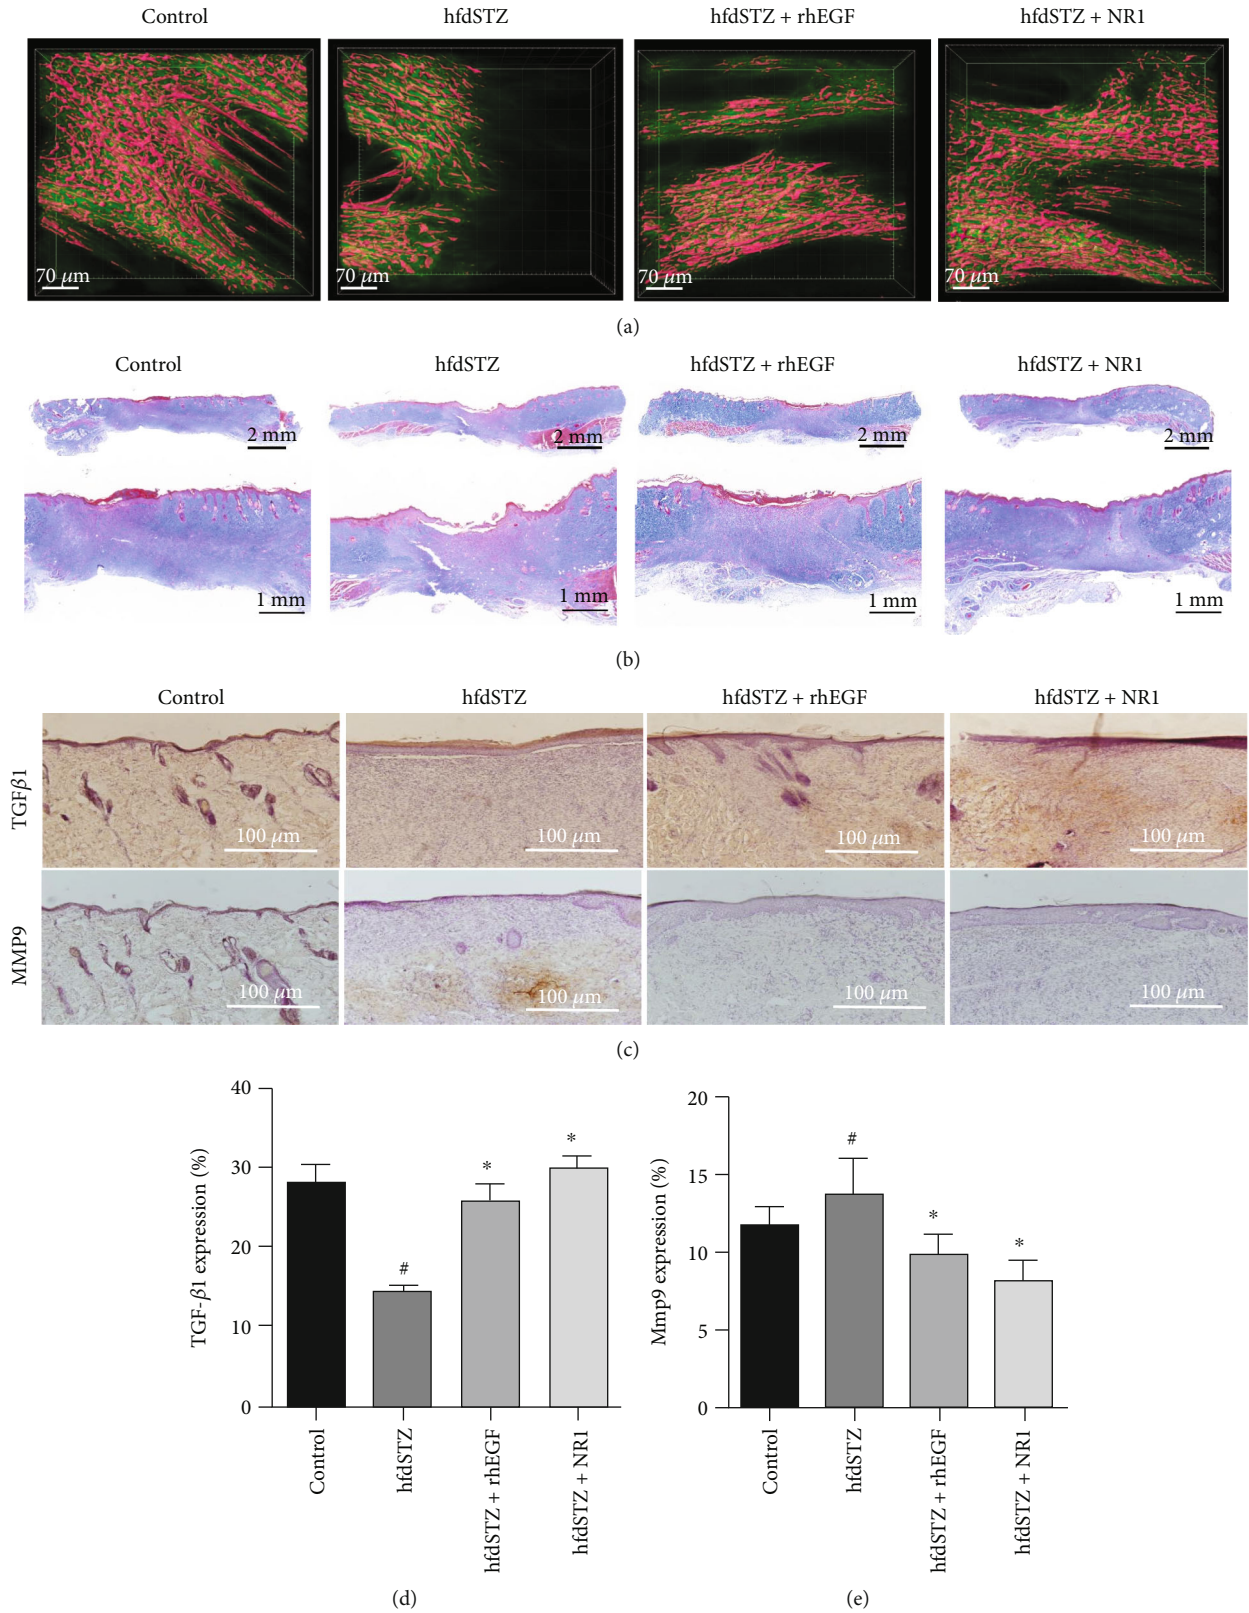 Control hfdSTZ hfdSTZ + rhEGF hfdSTZ + NR1
70 μm 70 μm 70 μm 70 μm
(a)
Control hfdSTZ hfdSTZ + rhEGF hfdSTZ + NR1
2 mm 2 mm 2 mm 2 mm
1 mm 1 mm 1 mm 1 mm
(b)
Control hfdSTZ hfdSTZ + rhEGF hfdSTZ + NR1
TGFβ1
100 μm 100 μm 100 μm 100 μm
MMP9
100 μm 100 μm 100 μm 100 μm
(c)
TGF-β1 expression (%)
40
30
20
10
0
#
*
*
Control
hfdSTZ
hfdSTZ + rhEGF
hfdSTZ + NR1
(d)
Mmp9 expression (%)
20
15
10
5
0
#
*
*
Control
hfdSTZ
hfdSTZ + rhEGF
hfdSTZ + NR1
(e)